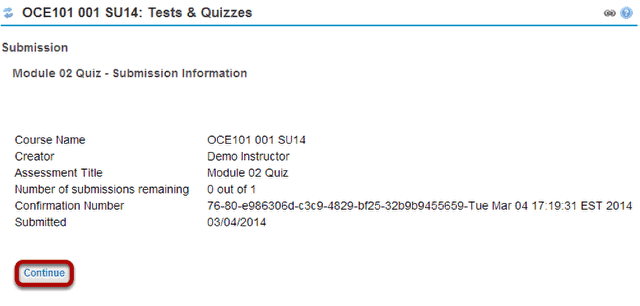 OCE101 001 SU14: Tests & Quizzes
Submission
Module 02 Quiz - Submission Information
Course Name OCE101 001 SU14
Creator Demo Instructor
Assessment Title Module 02 Quiz
Number of submissions remaining 0 out of 1
Confirmation Number 76-80-e986306d-c3c9-4829-bf25-32b9b9455659-Tue Mar 04 17:19:31 EST 2014
Submitted 03/04/2014
Continue